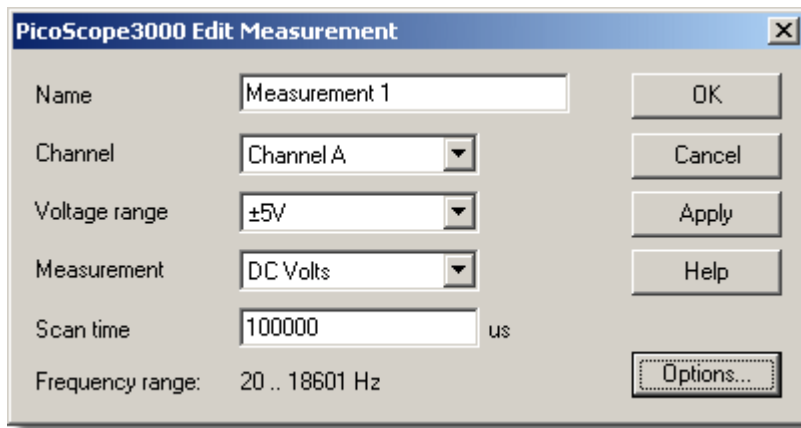 PicoScope3000 Edit Measurement
Name Measurement 1 OK
Channel Channel A Cancel
Voltage range ±5V Apply
Measurement DC Volts Help
Scan time 100000 us
Frequency range: 20 .. 18601 Hz Options...